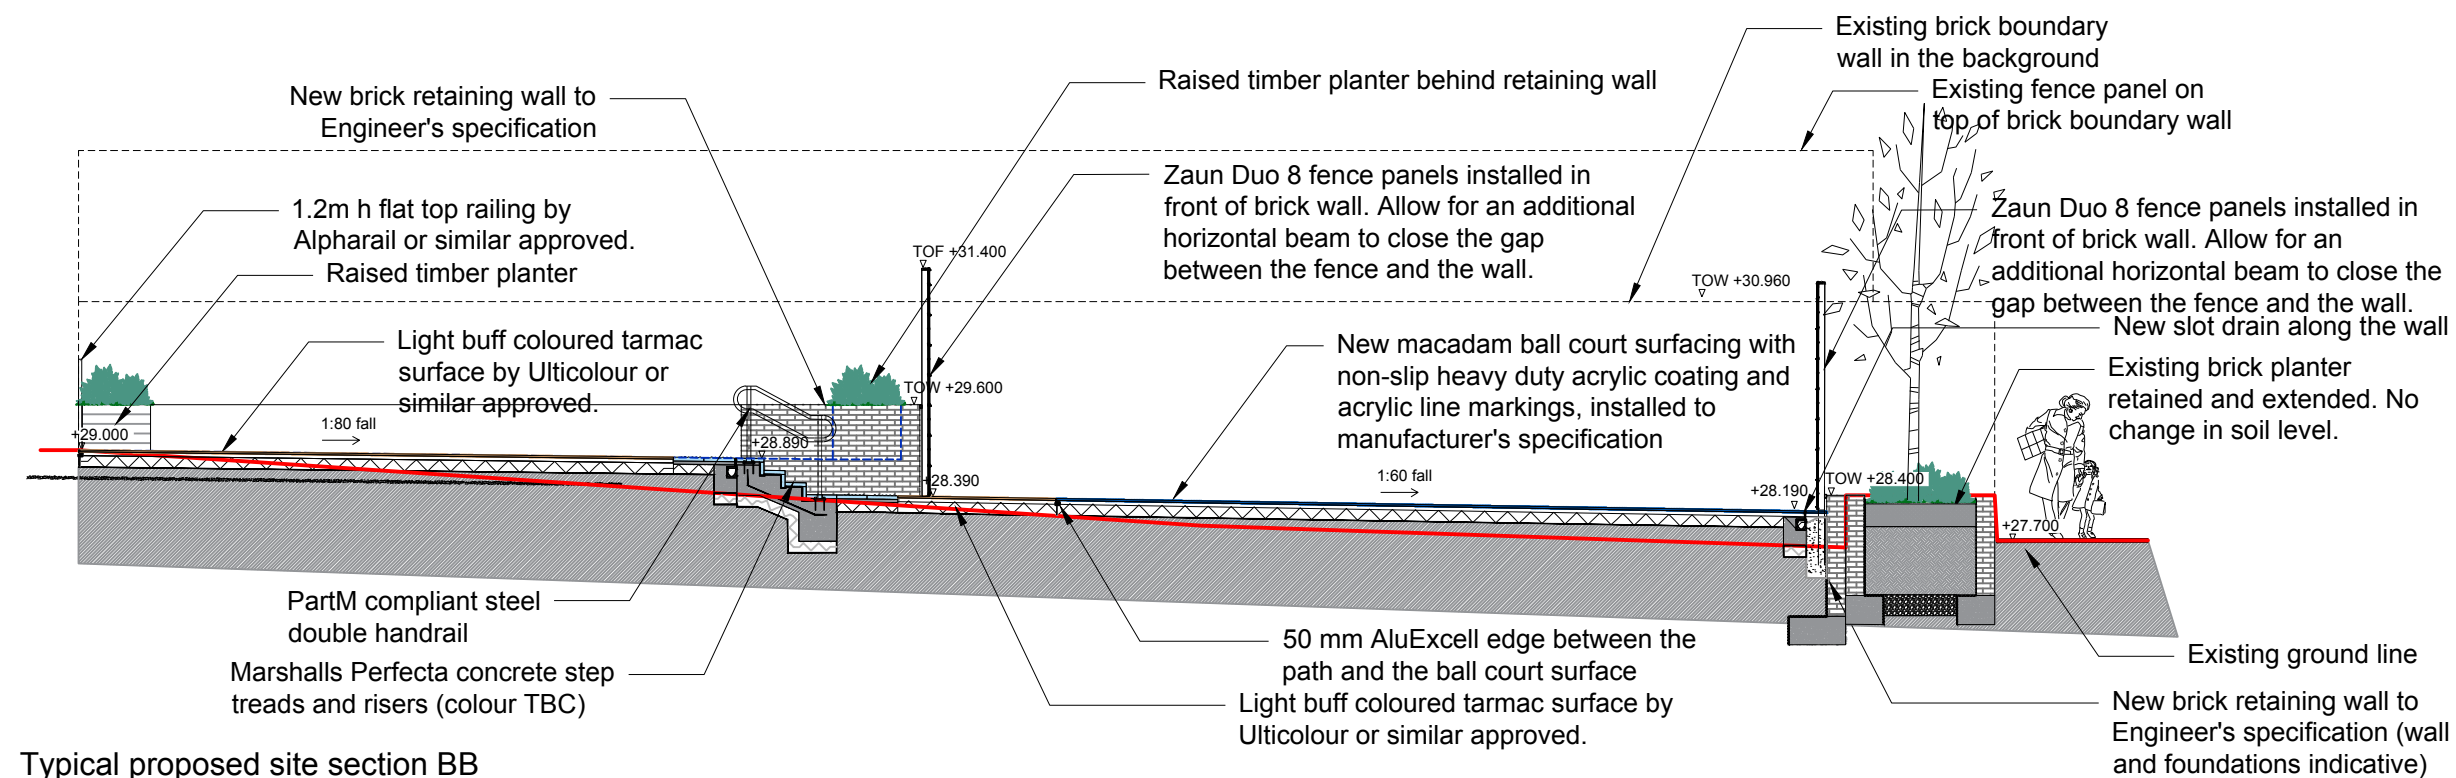 Existing brick boundary
wall in the background
Raised timber planter behind retaining wall
Existing fence panel on
top of brick boundary wall
New brick retaining wall to
Engineer's specification
Zaun Duo 8 fence panels installed in
front of brick wall. Allow for an additional
horizontal beam to close the gap
between the fence and the wall.
1.2m h flat top railing by
Alpharail or similar approved.
Raised timber planter
Zaun Duo 8 fence panels installed in
front of brick wall. Allow for an
additional horizontal beam to close the
gap between the fence and the wall.
TOF +31.400
TOW +30.960
New slot drain along the wall
Light buff coloured tarmac
surface by Ulticolour or
similar approved.
New macadam ball court surfacing with
non-slip heavy duty acrylic coating and
acrylic line markings, installed to
manufacturer's specification
Existing brick planter
retained and extended. No
change in soil level.
TOW +29.600
+29.000
1:80 fall
+28.890
+28.390
1:60 fall
+28.190
TOW +28.400
+27.700
PartM compliant steel
double handrail
Marshalls Perfecta concrete step
treads and risers (colour TBC)
50 mm AluExcell edge between the
path and the ball court surface
Light buff coloured tarmac surface by
Ulticolour or similar approved.
Existing ground line
New brick retaining wall to
Engineer's specification (wall
and foundations indicative)
Typical proposed site section BB